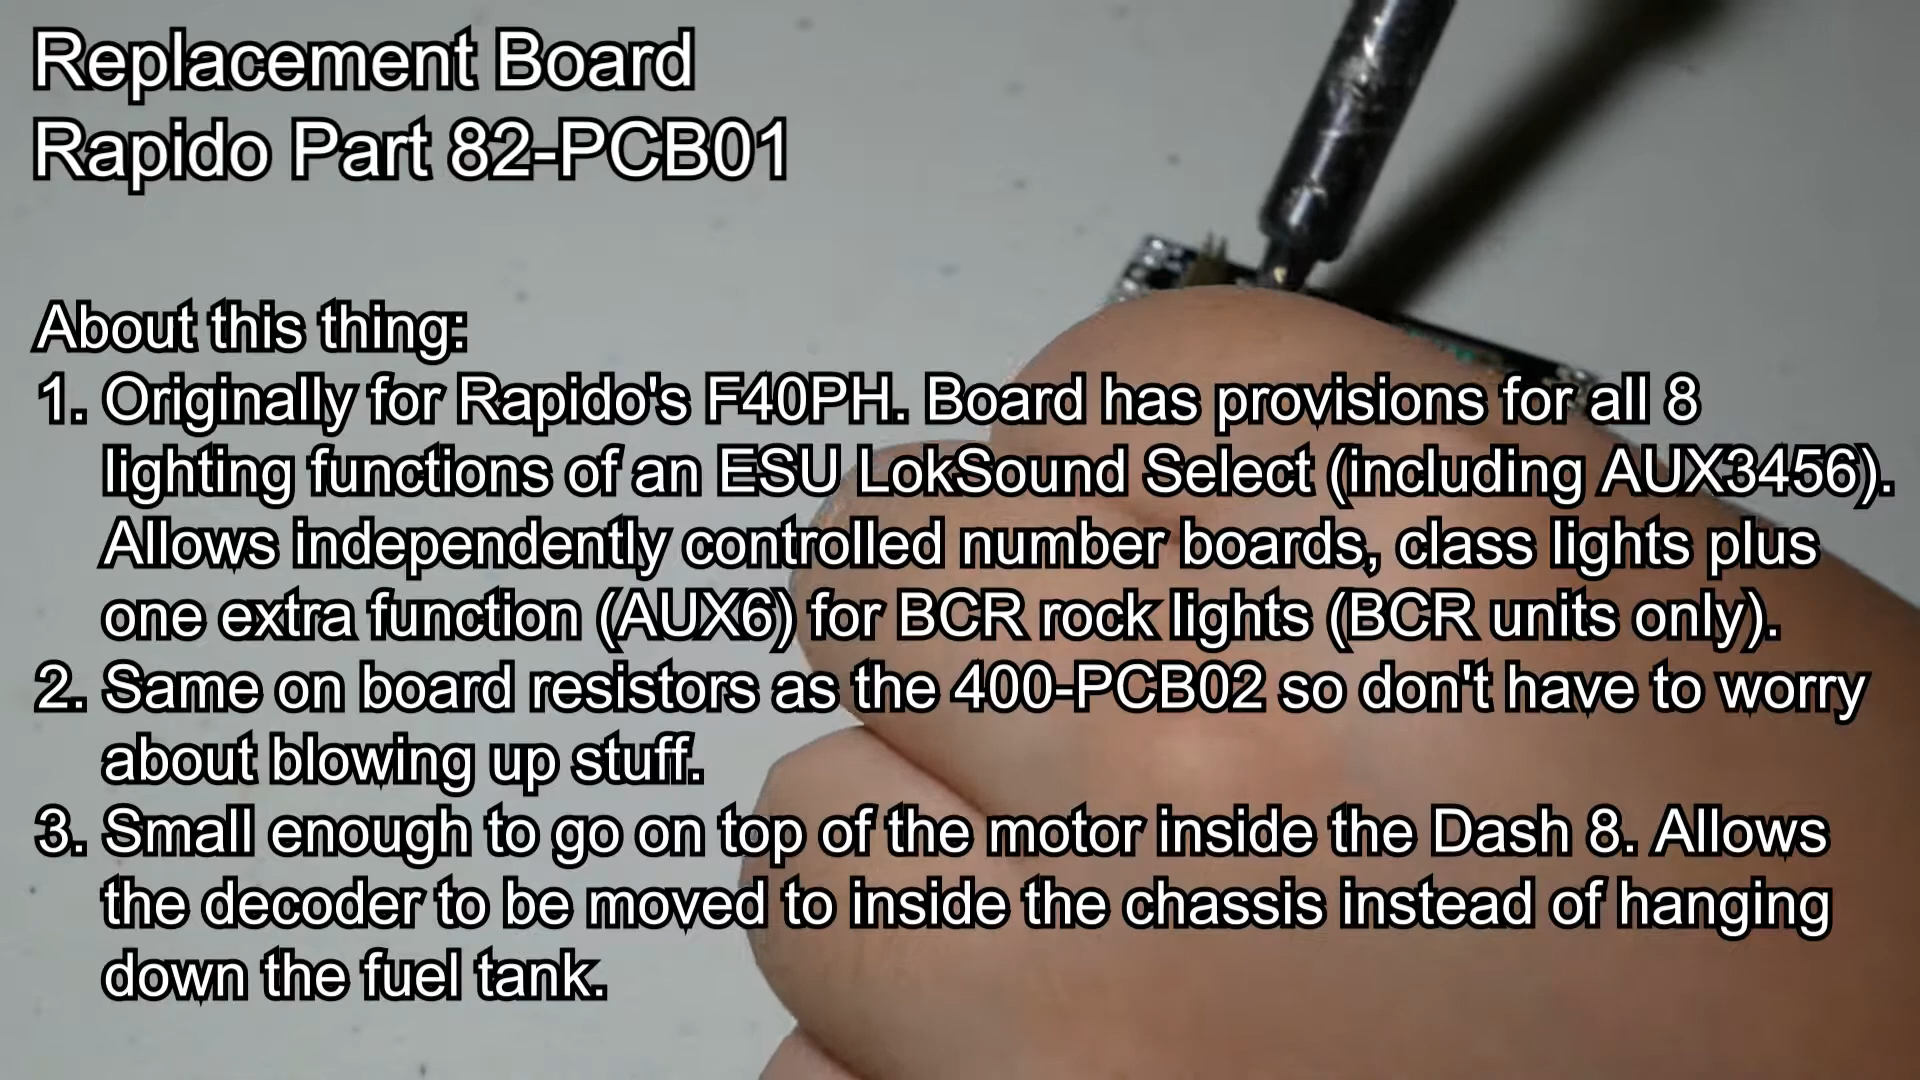 Replacement Board
Rapido Part 82-PCB01
About this thing:
1. Originally for Rapido's F40PH. Board has provisions for all 8
lighting functions of an ESU LokSound Select (including AUX3456).
Allows independently controlled number boards, class lights plus
one extra function (AUX6) for BCR rock lights (BCR units only).
2. Same on board resistors as the 400-PCB02 so don't have to worry
about blowing up stuff.
3. Small enough to go on top of the motor inside the Dash 8. Allows
the decoder to be moved to inside the chassis instead of hanging
down the fuel tank.